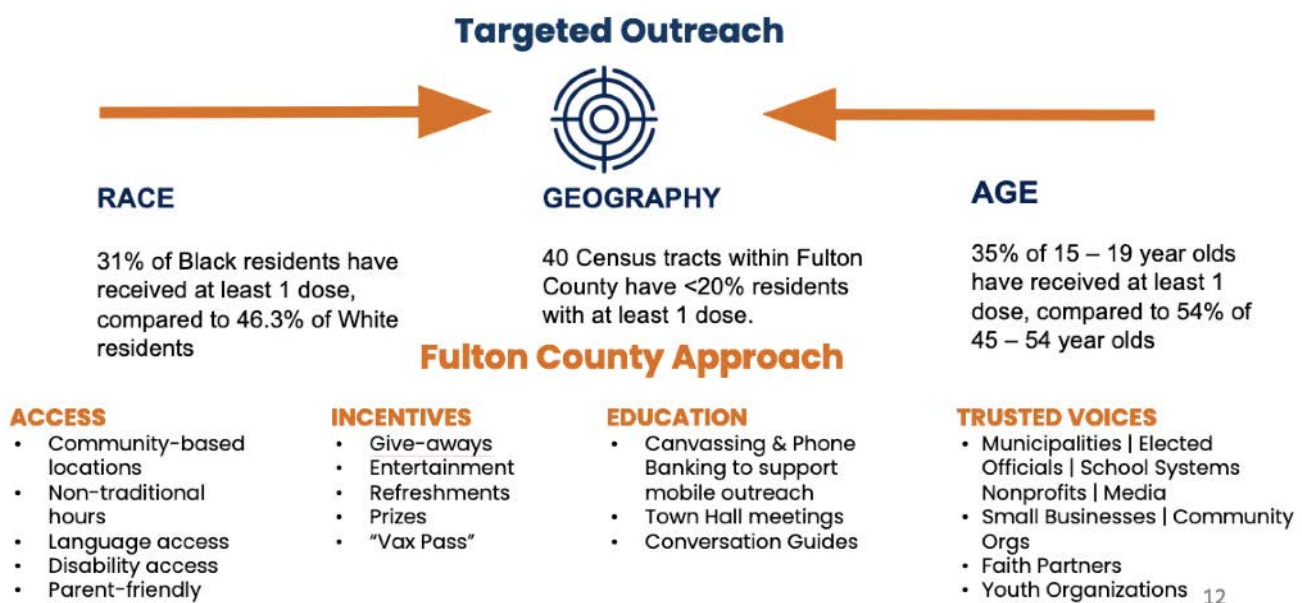 Targeted Outreach
RACE
31% of Black residents have
received at least 1 dose,
compared to 46.3% of White
residents
GEOGRAPHY
40 Census tracts within Fulton
County have <20% residents
with at least 1 dose.
AGE
35% of 15 – 19 year olds
have received at least 1
dose, compared to 54% of
45 – 54 year olds
Fulton County Approach
ACCESS
• Community-based
locations
• Non-traditional
hours
• Language access
• Disability access
• Parent-friendly
INCENTIVES
• Give-aways
• Entertainment
• Refreshments
• Prizes
• “Vax Pass”
EDUCATION
• Canvassing & Phone
Banking to support
mobile outreach
• Town Hall meetings
• Conversation Guides
TRUSTED VOICES
• Municipalities | Elected
Officials | School Systems
Nonprofits | Media
• Small Businesses | Community
Orgs
• Faith Partners
• Youth Organizations
12